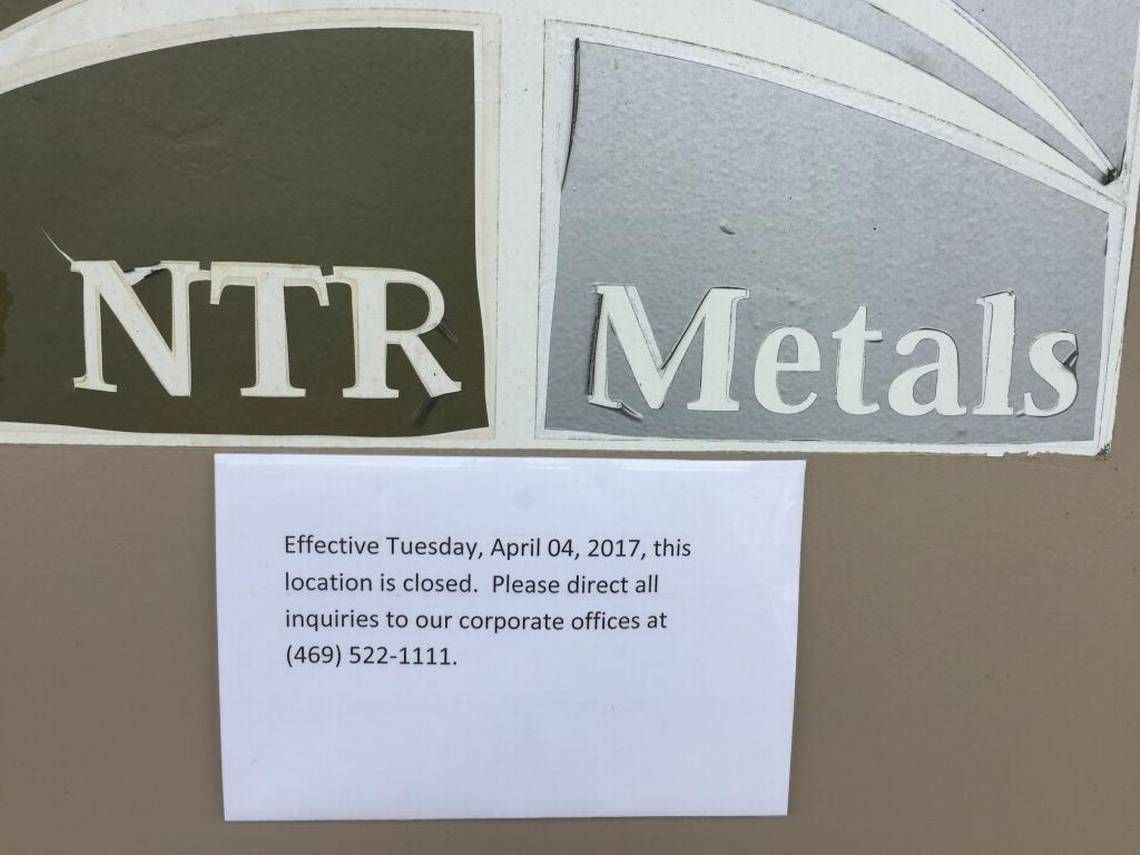 NTR Metals
Effective Tuesday, April 04, 2017, this
location is closed.  Please direct all
inquiries to our corporate offices at
(469) 522-1111.